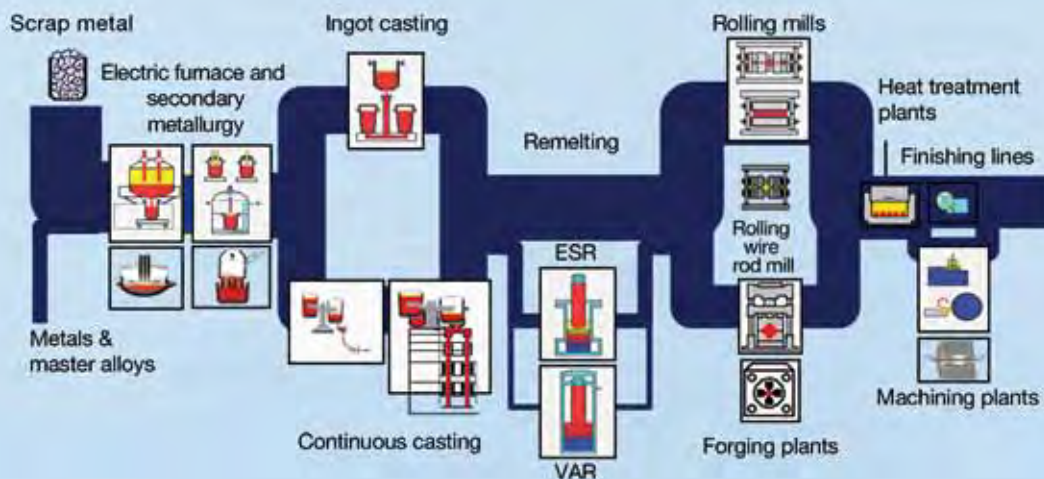 Scrap metal
Electric furnace and
secondary
metallurgy
Metals &
master alloys
Ingot casting
Continuous casting
Remelting
ESR
VAR
Rolling mills
Rolling
wire
rod mill
Forging plants
Heat treatment
plants
Finishing lines
Machining plants